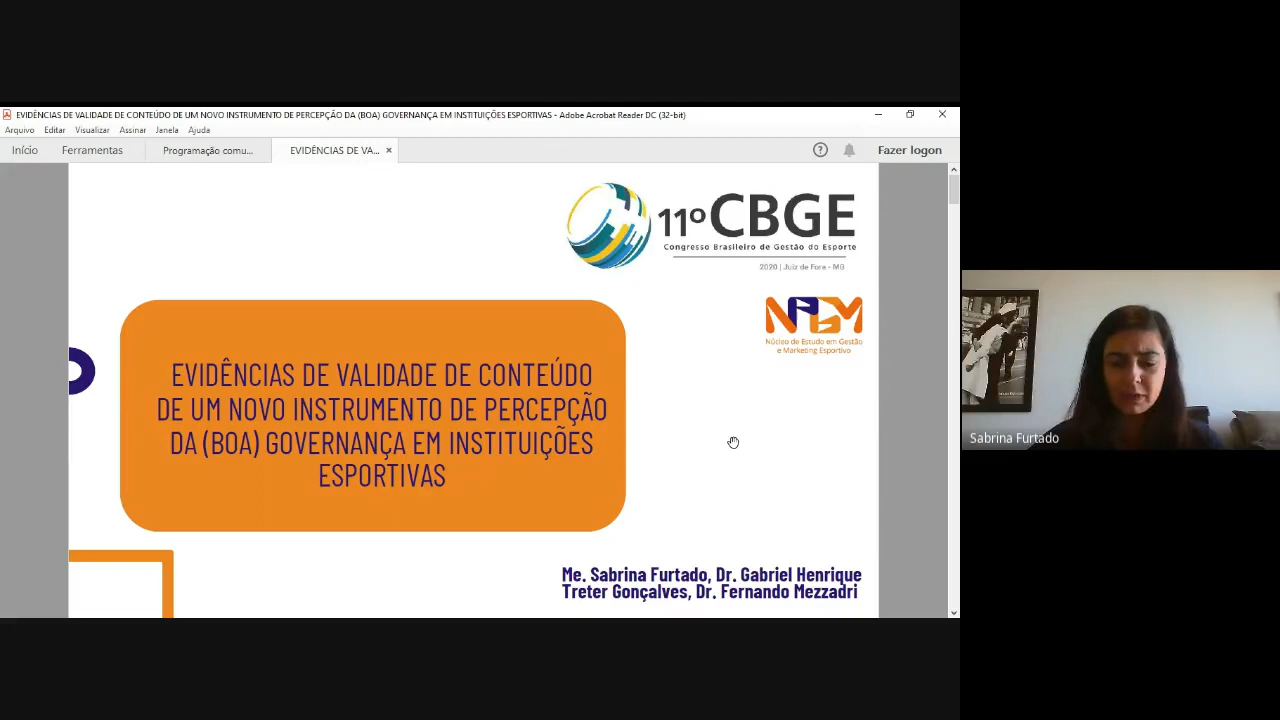 EVIDÊNCIAS DE VALIDADE DE CONTEÚDO DE UM NOVO INSTRUMENTO DE PERCEPÇÃO DA (BOA) GOVERNANÇA EM INSTITUIÇÕES ESPORTIVAS - Adobe Acrobat Reader DC (32-bit)
Arquivo Editar Visualizar Assinar Janela Ajuda
Início Ferramentas Programação comu... EVIDÊNCIAS DE VA... × ? Fazer logon
11º CBGE
Congresso Brasileiro de Gestão do Esporte
2020 | Juiz de Fora - MG
Núcleo de Estudo em Gestão
e Marketing Esportivo
EVIDÊNCIAS DE VALIDADE DE CONTEÚDO
DE UM NOVO INSTRUMENTO DE PERCEPÇÃO
DA (BOA) GOVERNANÇA EM INSTITUIÇÕES
ESPORTIVAS
Me. Sabrina Furtado, Dr. Gabriel Henrique
Treter Gonçalves, Dr. Fernando Mezzadri
Sabrina Furtado